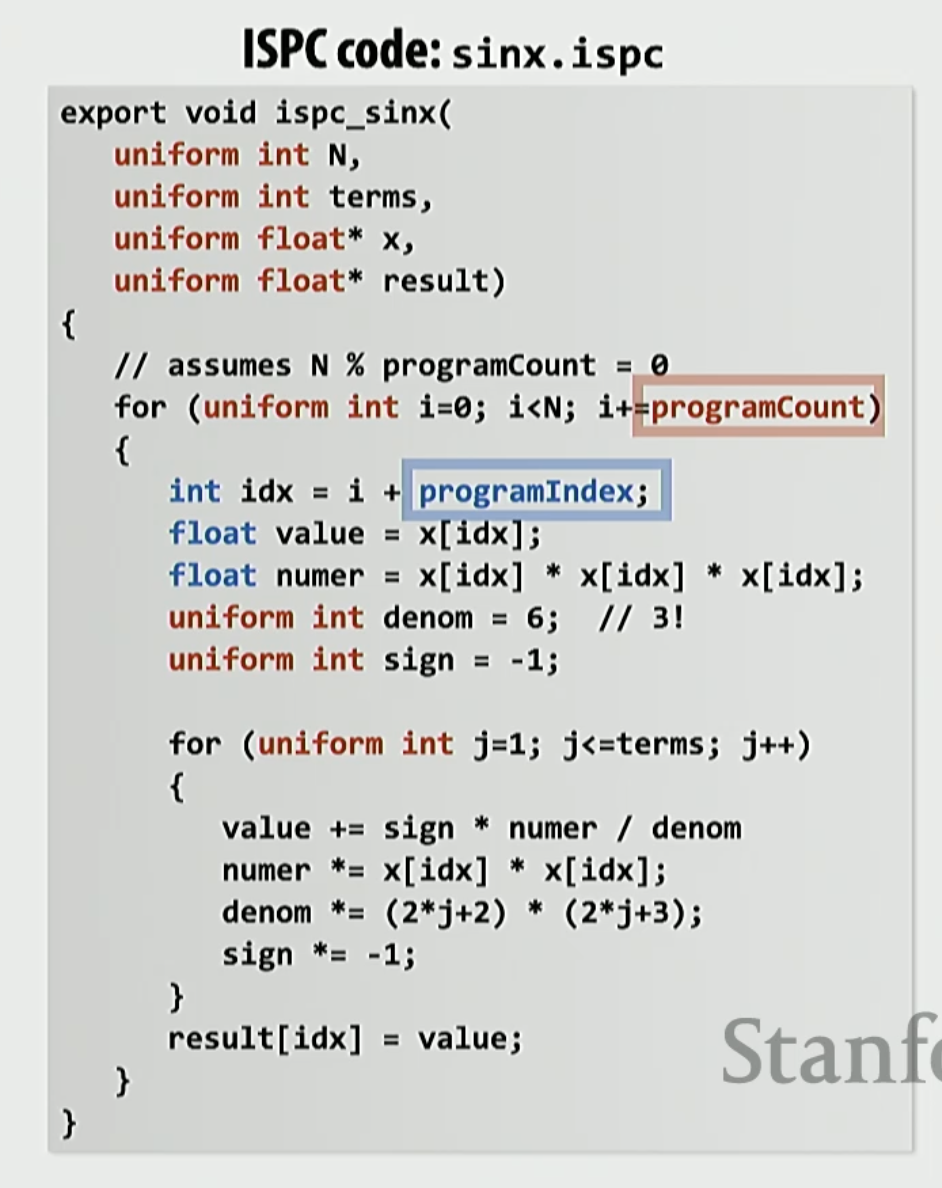 ISPC code: sinx.ispc
export void ispc_sinx(
   uniform int N,
   uniform int terms,
   uniform float* x,
   uniform float* result)
{
   // assumes N % programCount = 0
   for (uniform int i=0; i<N; i+=programCount)
   {
      int idx = i + programIndex;
      float value = x[idx];
      float numer = x[idx] * x[idx] * x[idx];
      uniform int denom = 6;  // 3!
      uniform int sign = -1;

      for (uniform int j=1; j<=terms; j++)
      {
         value += sign * numer / denom
         numer *= x[idx] * x[idx];
         denom *= (2*j+2) * (2*j+3);
         sign *= -1;
      }
      result[idx] = value;
   }
}